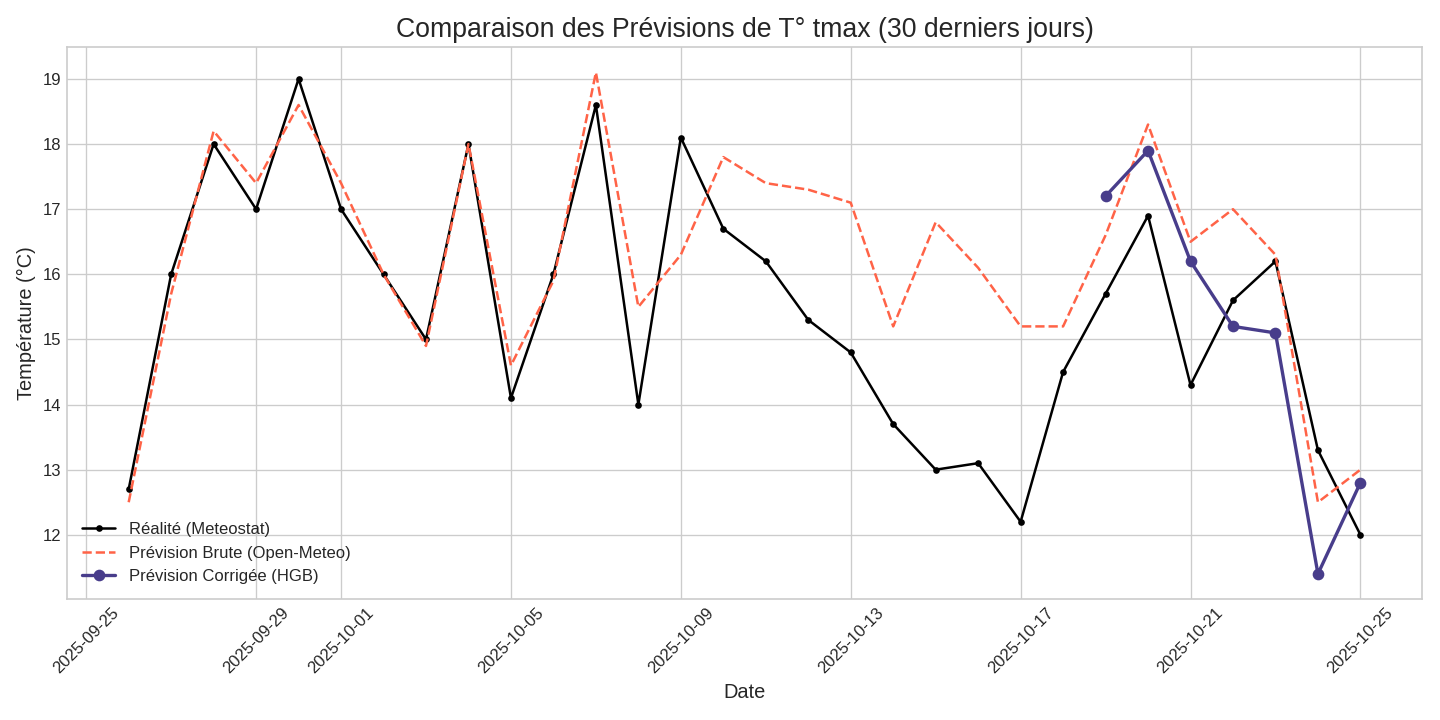 Comparaison des Prévisions de T° tmax (30 derniers jours)
Température (°C)
19
18
17
16
15
14
13
12
Réalité (Meteostat)
Prévision Brute (Open-Meteo)
Prévision Corrigée (HGB)
2025-09-25
2025-09-29
2025-10-01
2025-10-05
2025-10-09
2025-10-13
2025-10-17
2025-10-21
2025-10-25
Date